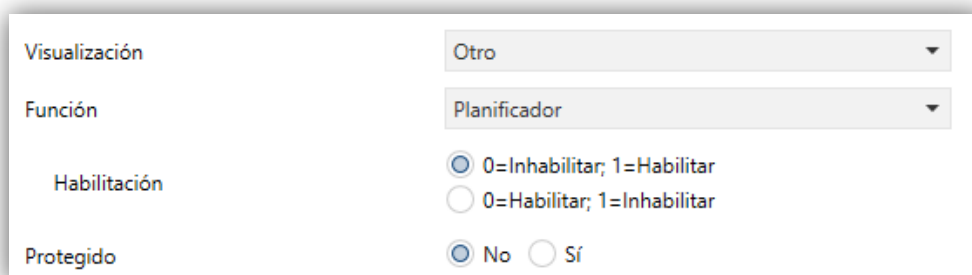 Visualización Otro
Función Planificador
0=Inhabilitar; 1=Habilitar
Habilitación
0=Habilitar; 1=Inhabilitar
Protegido No Sí